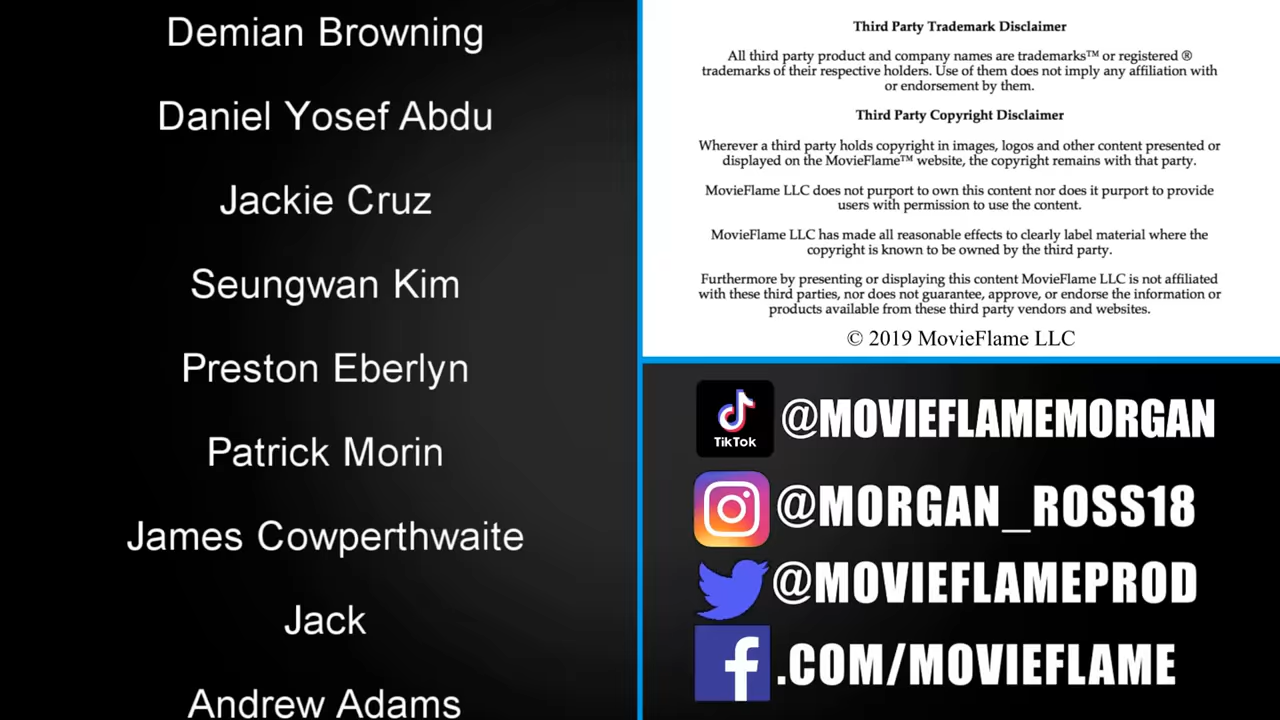 Demian Browning
Daniel Yosef Abdu
Jackie Cruz
Seungwan Kim
Preston Eberlyn
Patrick Morin
James Cowperthwaite
Jack
Andrew Adams
Third Party Trademark Disclaimer
All third party product and company names are trademarks™ or registered ®
trademarks of their respective holders. Use of them does not imply any affiliation with
or endorsement by them.
Third Party Copyright Disclaimer
Wherever a third party holds copyright in images, logos and other content presented or
displayed on the MovieFlame™ website, the copyright remains with that party.
MovieFlame LLC does not purport to own this content nor does it purport to provide
users with permission to use the content.
MovieFlame LLC has made all reasonable effects to clearly label material where the
copyright is known to be owned by the third party.
Furthermore by presenting or displaying this content MovieFlame LLC is not affiliated
with these third parties, nor does not guarantee, approve, or endorse the information or
products available from these third party vendors and websites.
© 2019 MovieFlame LLC
TikTok
@MOVIEFLAMEMORGAN
@MORGAN_ROSS18
@MOVIEFLAMEPROD
.COM/MOVIEFLAME